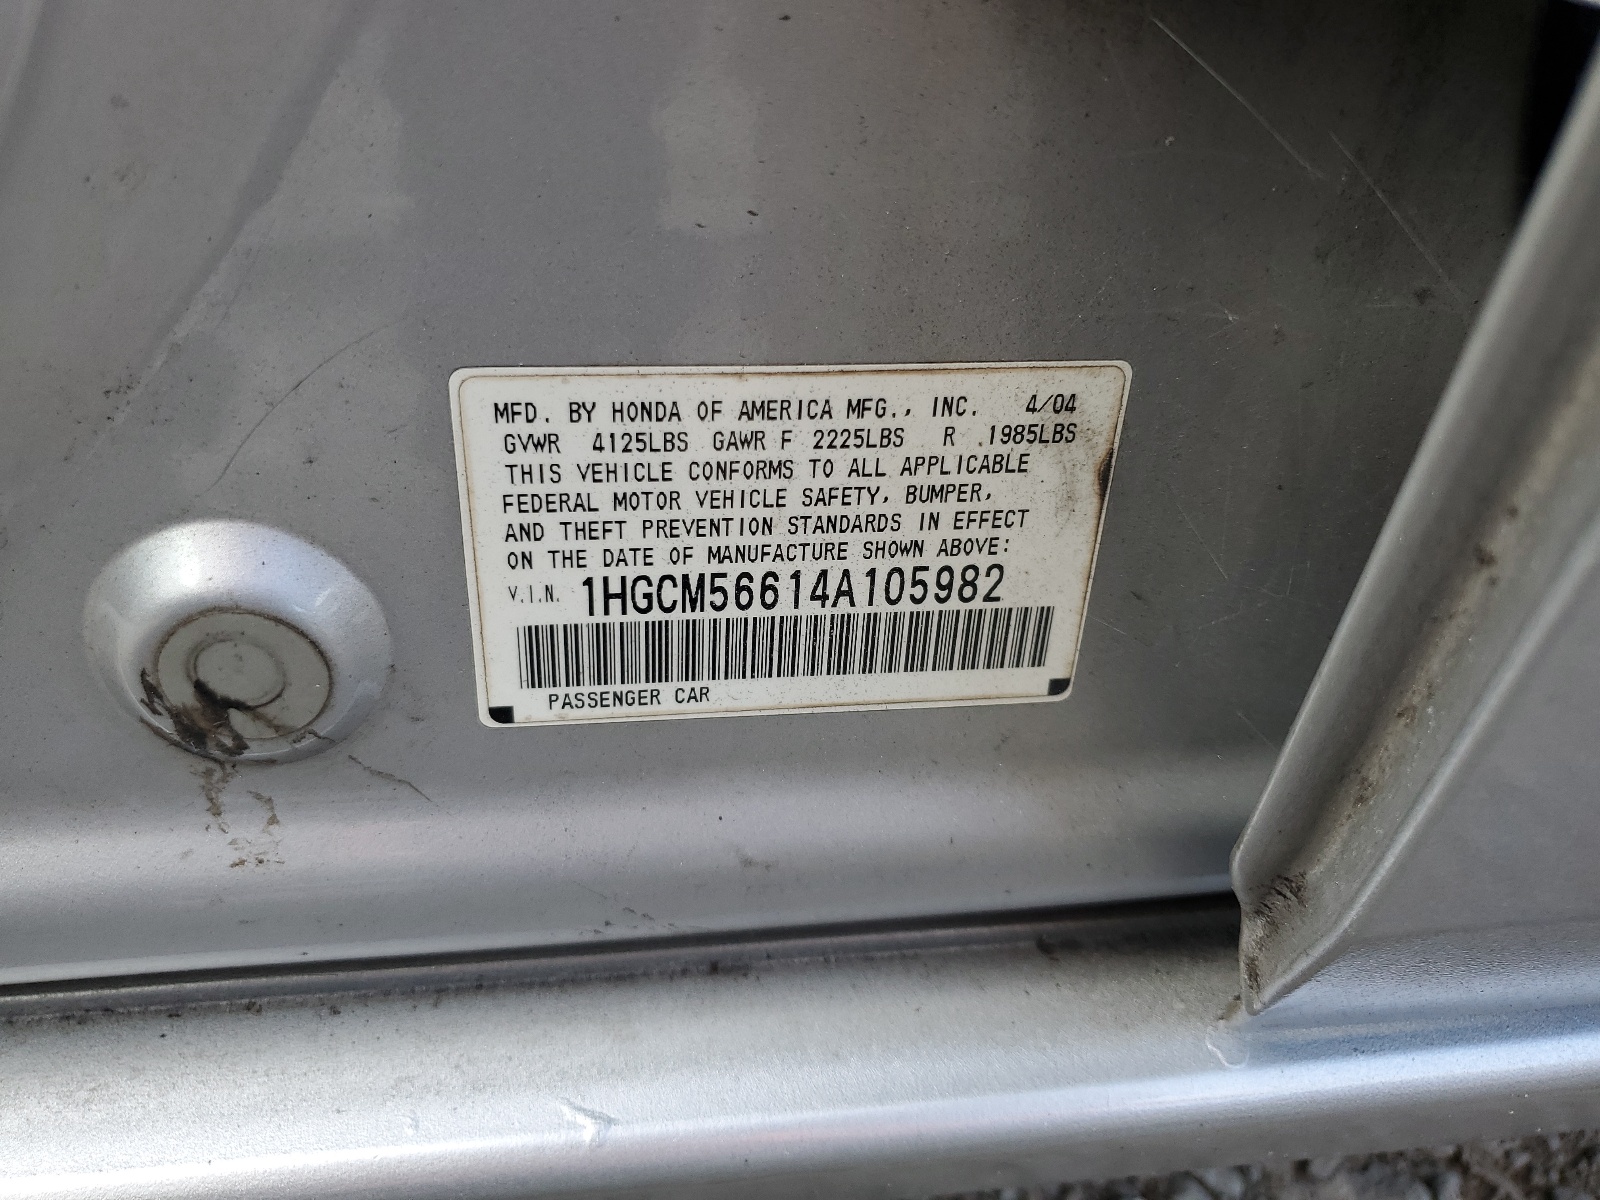 MFD. BY HONDA OF AMERICA MFG., INC. 4/04
GVWR 4125LBS GAWR F 2225LBS R 1985LBS
THIS VEHICLE CONFORMS TO ALL APPLICABLE
FEDERAL MOTOR VEHICLE SAFETY, BUMPER,
AND THEFT PREVENTION STANDARDS IN EFFECT
ON THE DATE OF MANUFACTURE SHOWN ABOVE:
V.I.N. 1HGCM56614A105982
PASSENGER CAR